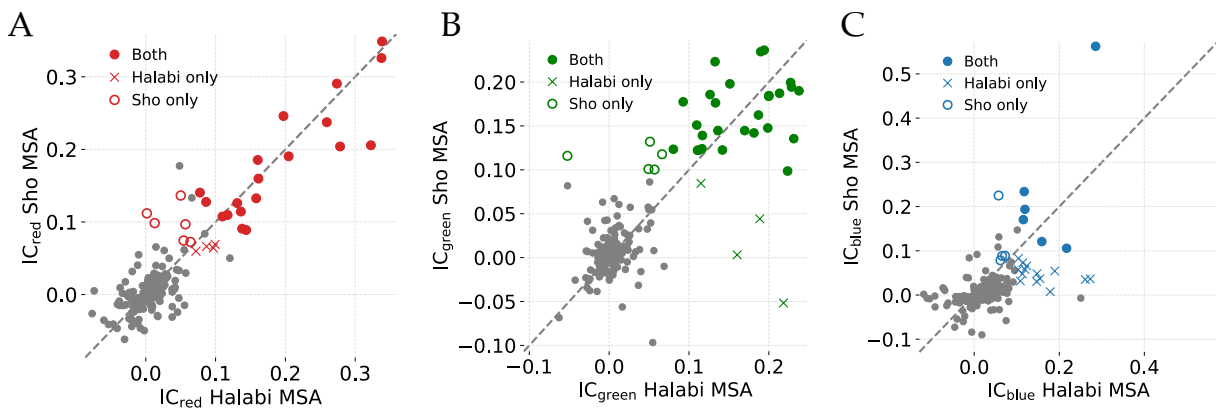 A
Both
Halabi only
Sho only
IC_red Sho MSA
0.3
0.2
0.1
0.0
0.0 0.1 0.2 0.3
IC_red Halabi MSA
B
Both
Halabi only
Sho only
IC_green Sho MSA
0.20
0.15
0.10
0.05
0.00
−0.05
−0.10
−0.1 0.0 0.1 0.2
IC_green Halabi MSA
C
Both
Halabi only
Sho only
IC_blue Sho MSA
0.5
0.4
0.3
0.2
0.1
0.0
−0.1
0.0 0.2 0.4
IC_blue Halabi MSA